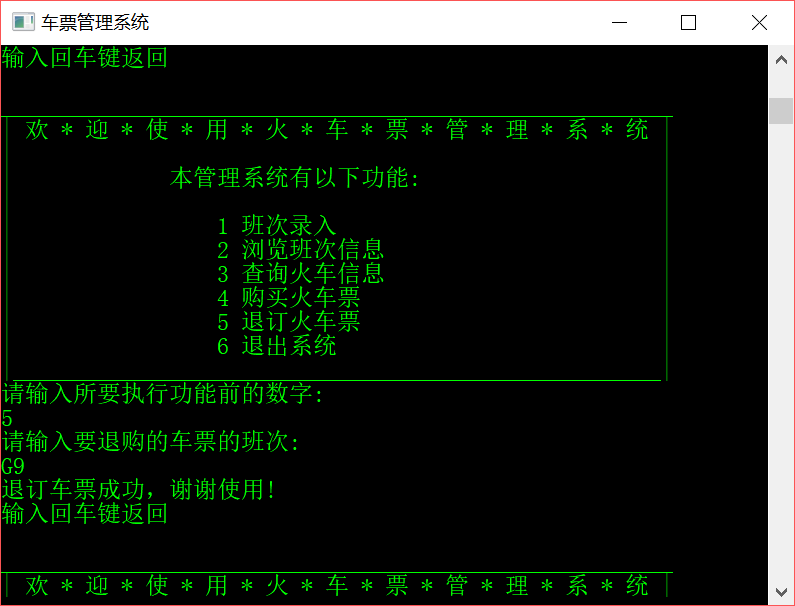 车票管理系统
输入回车键返回
欢 * 迎 * 使 * 用 * 火 * 车 * 票 * 管 * 理 * 系 * 统
本管理系统有以下功能:
1 班次录入
2 浏览班次信息
3 查询火车信息
4 购买火车票
5 退订火车票
6 退出系统
请输入所要执行功能前的数字:
5
请输入要退购的车票的班次:
G9
退订车票成功，谢谢使用!
输入回车键返回
欢 * 迎 * 使 * 用 * 火 * 车 * 票 * 管 * 理 * 系 * 统